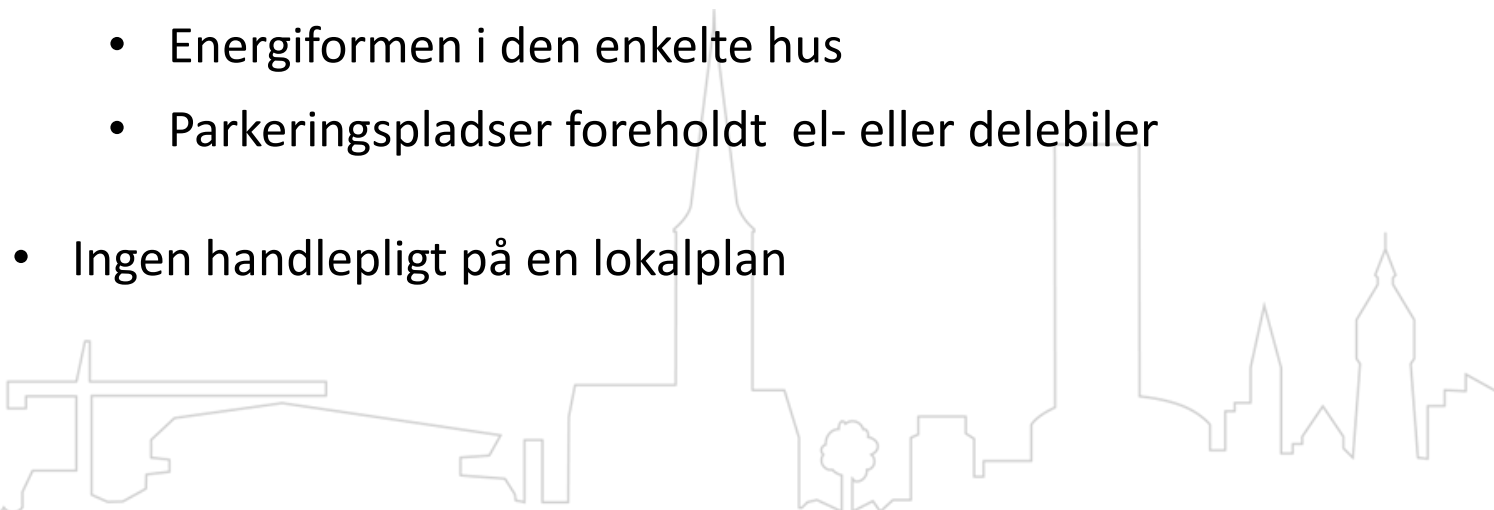 • Energiformen i den enkelte hus
• Parkeringspladser foreholdt  el- eller delebiler
• Ingen handlepligt på en lokalplan